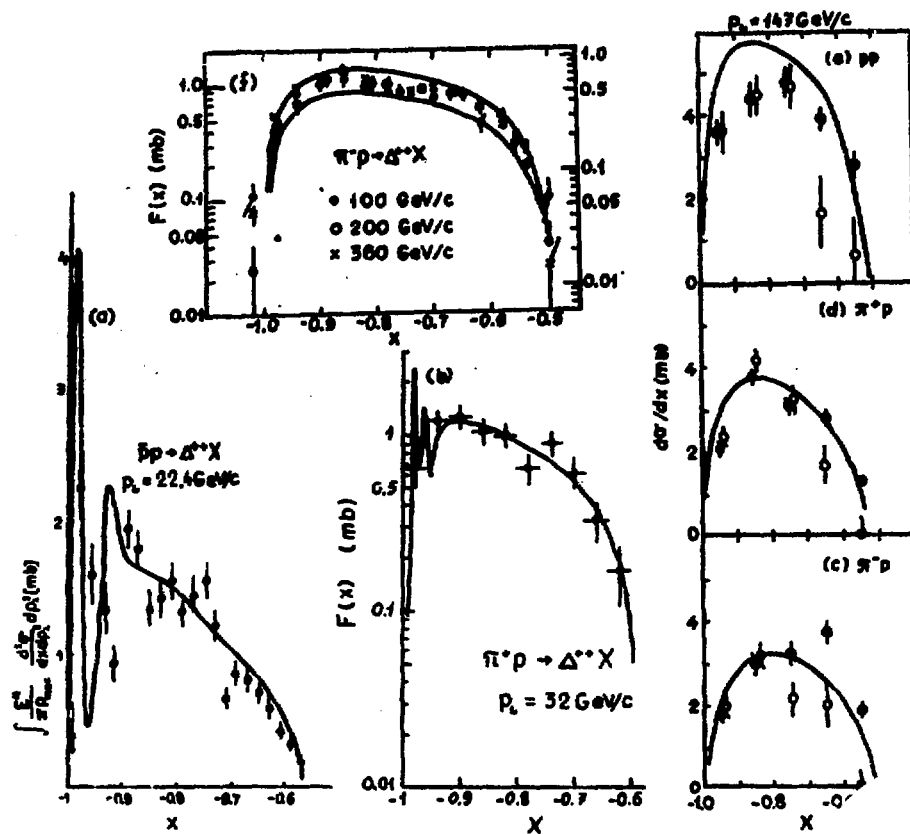 (f)
π⁻p → Δ⁺⁺X
• 100 GeV/c
o 200 GeV/c
x 360 GeV/c
F(x) (mb)
1.0
0.5
0.1
0.05
0.01
1.0
0.5
0.1
0.05
0.01
-1.0 -0.9 -0.8 -0.7 -0.6 -0.5
x
(a)
p̄p → Δ⁺⁺X
p_L = 22.4 GeV/c
4
3
2
1
-1 -0.9 -0.8 -0.7 -0.6
x
(b)
F(x) (mb)
1
0.5
0.1
0.01
π⁺p → Δ⁺⁺X
p_L = 32 GeV/c
-1 -0.9 -0.8 -0.7 -0.6
X
p_L = 147 GeV/c
(e) pp
4
2
0
(d) π⁺p
dσ/dx (mb)
4
2
0
(c) π⁻p
4
2
0
-1.0 -0.8
X